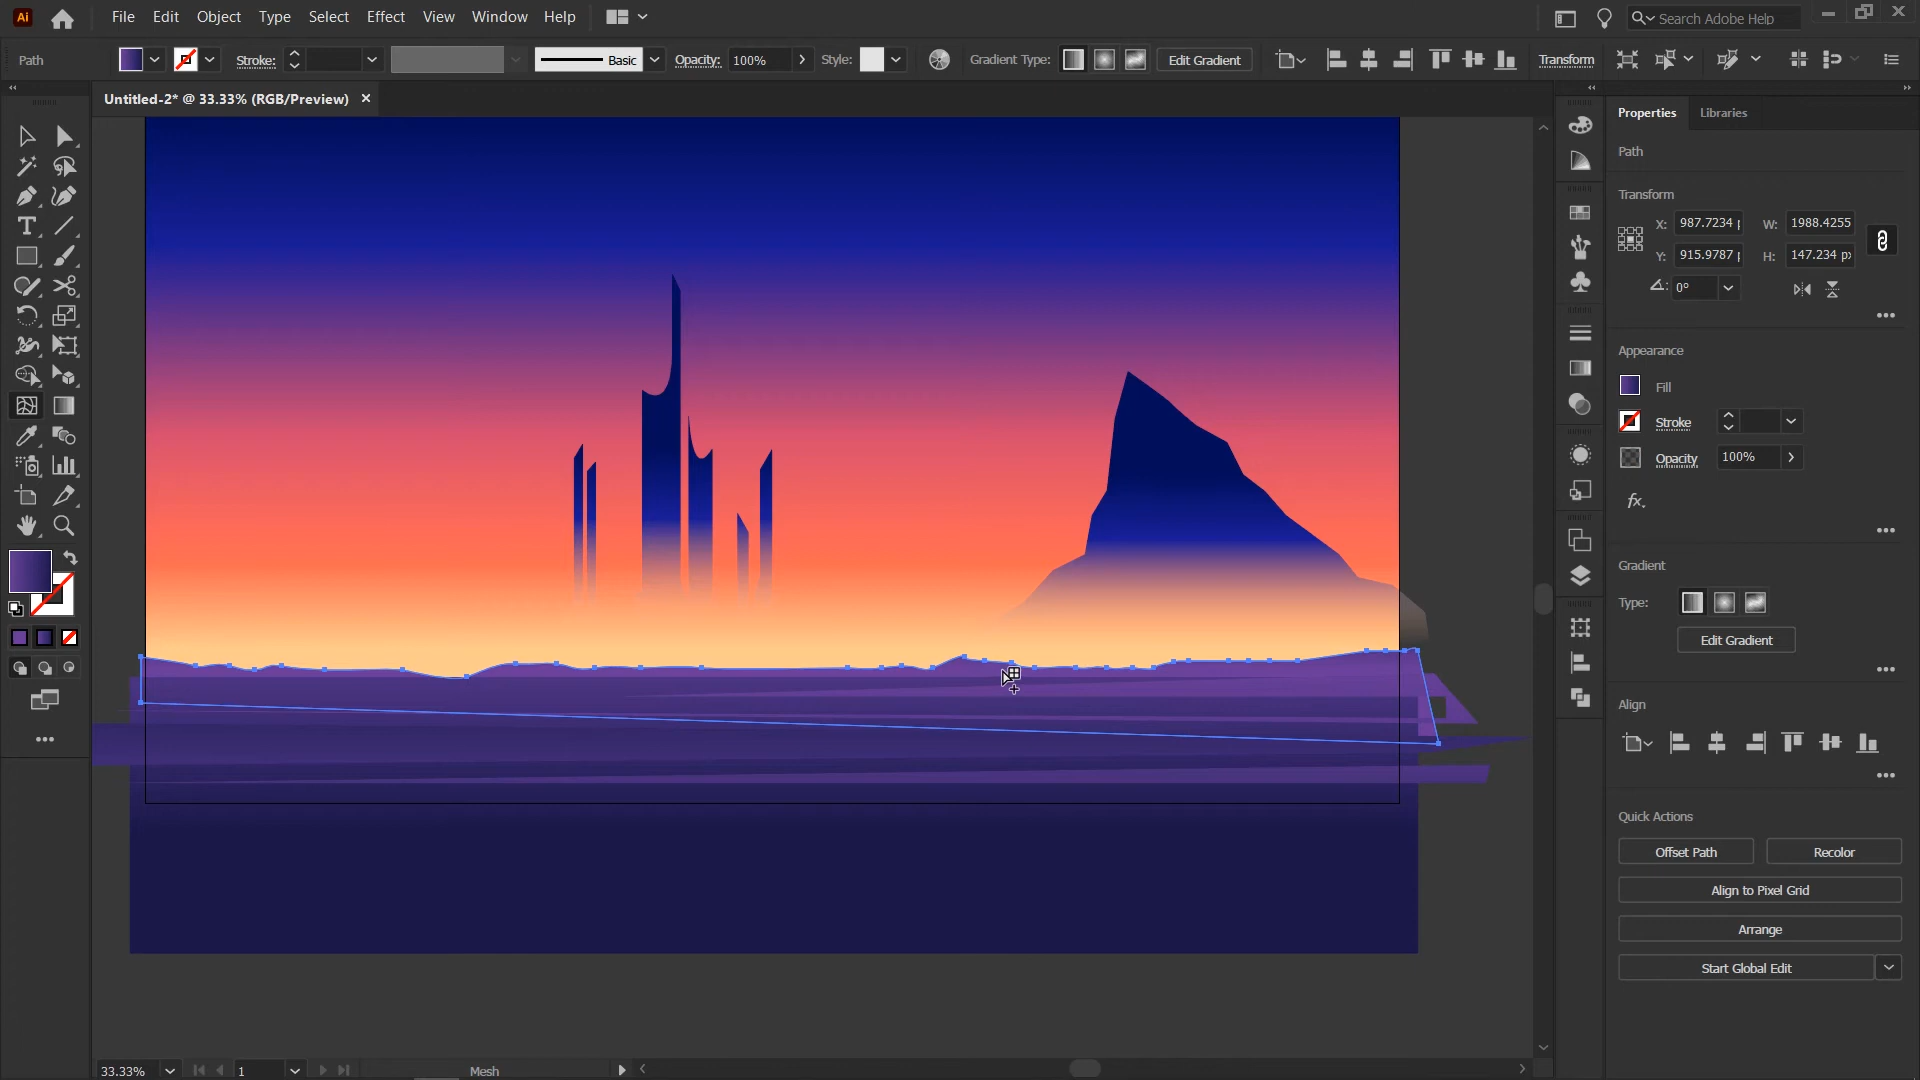 Ai File Edit Object Type Select Effect View Window Help Search Adobe Help
Path Stroke: Basic Opacity: 100% Style: Gradient Type: Edit Gradient Transform
Untitled-2* @ 33.33% (RGB/Preview)
Properties Libraries
Path
Transform
X: 987.7234 W: 1988.4255
Y: 915.9787 H: 147.234 px
0°
Appearance
Fill
Stroke
Opacity 100%
fx
Gradient
Type:
Edit Gradient
Align
Quick Actions
Offset Path Recolor
Align to Pixel Grid
Arrange
Start Global Edit
33.33% 1 Mesh